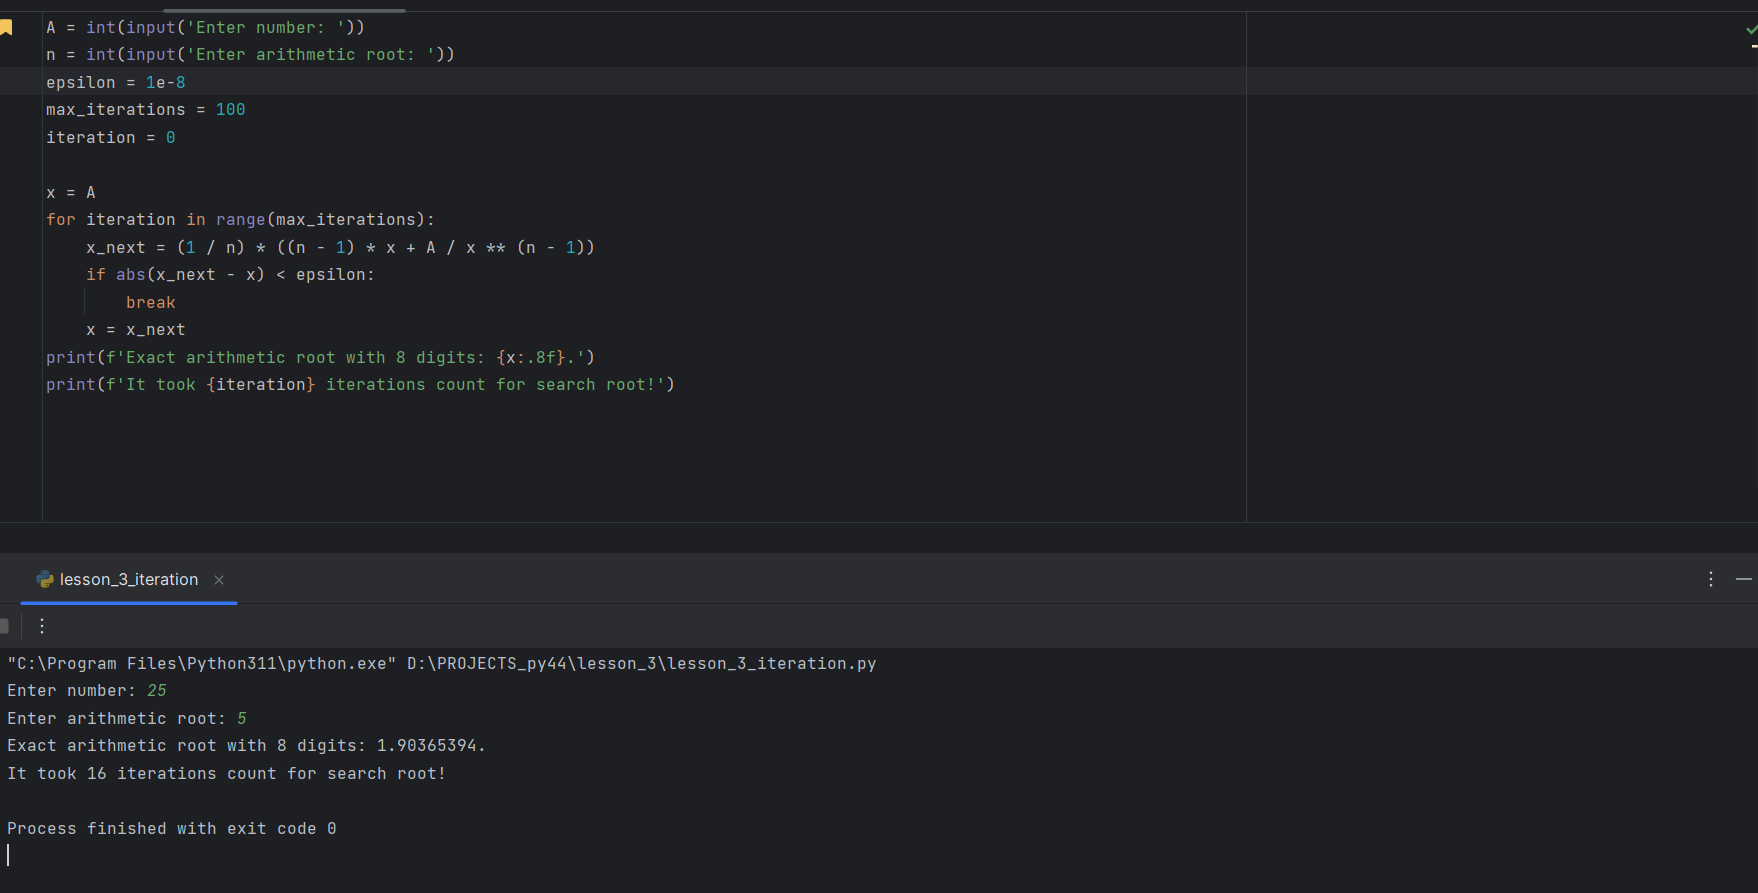 A = int(input('Enter number: '))
n = int(input('Enter arithmetic root: '))
epsilon = 1e-8
max_iterations = 100
iteration = 0
x = A
for iteration in range(max_iterations):
    x_next = (1 / n) * ((n - 1) * x + A / x ** (n - 1))
    if abs(x_next - x) < epsilon:
        break
    x = x_next
print(f'Exact arithmetic root with 8 digits: {x:.8f}.')
print(f'It took {iteration} iterations count for search root!')
lesson_3_iteration
"C:\Program Files\Python311\python.exe" D:\PROJECTS_py44\lesson_3\lesson_3_iteration.py
Enter number: 25
Enter arithmetic root: 5
Exact arithmetic root with 8 digits: 1.90365394.
It took 16 iterations count for search root!
Process finished with exit code 0